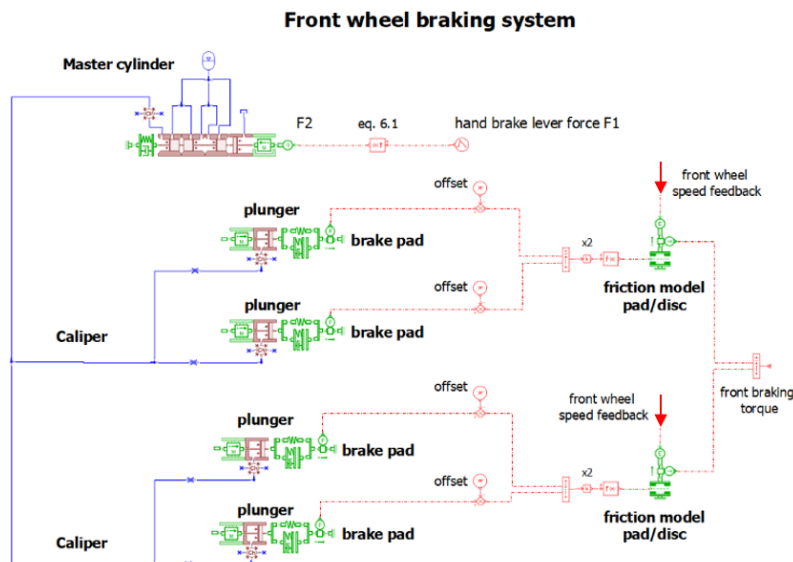 Front wheel braking system
Master cylinder
F2
eq. 6.1
hand brake lever force F1
front wheel
speed feedback
offset
plunger
brake pad
x2
friction model
pad/disc
offset
plunger
brake pad
Caliper
front braking
torque
offset
front wheel
speed feedback
plunger
brake pad
x2
offset
friction model
pad/disc
plunger
brake pad
Caliper